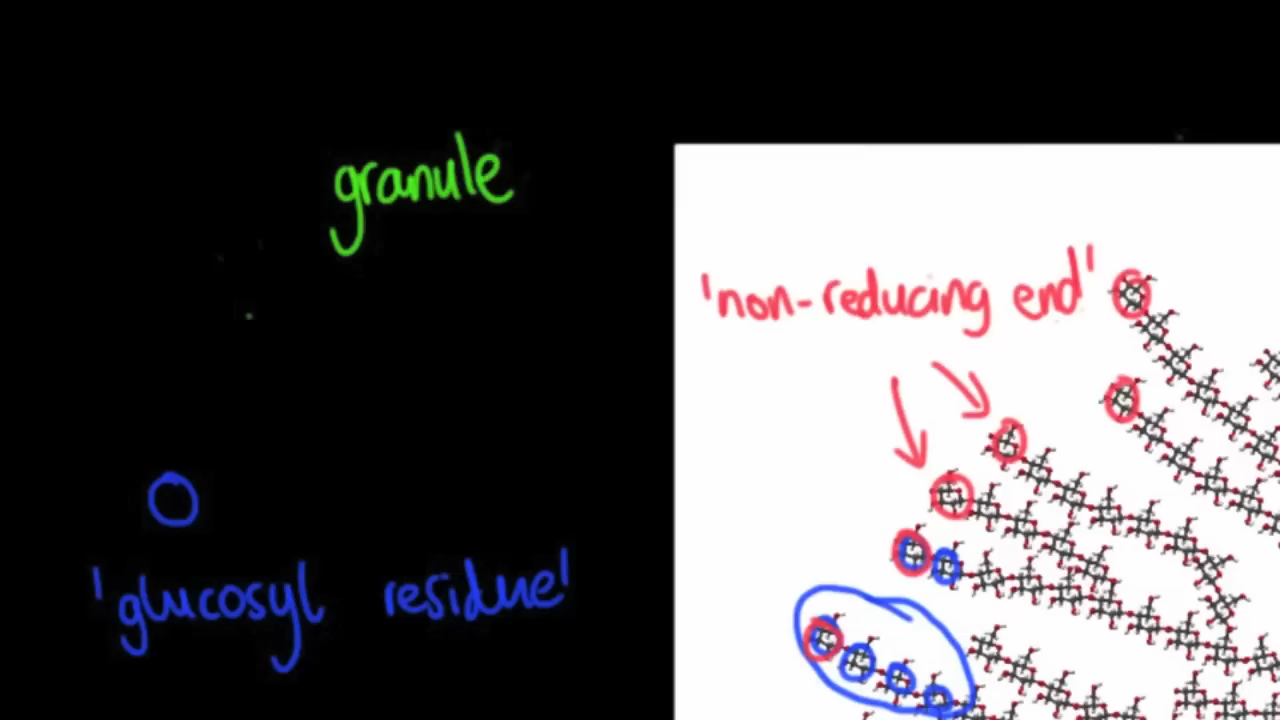 granule
'non-reducing end'
'glucosyl residue'